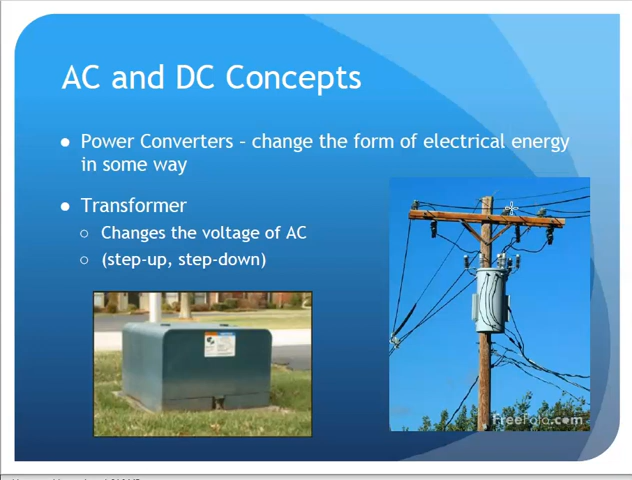 AC and DC Concepts
● Power Converters – change the form of electrical energy
in some way
● Transformer
○ Changes the voltage of AC
○ (step-up, step-down)
FreeFoto.com